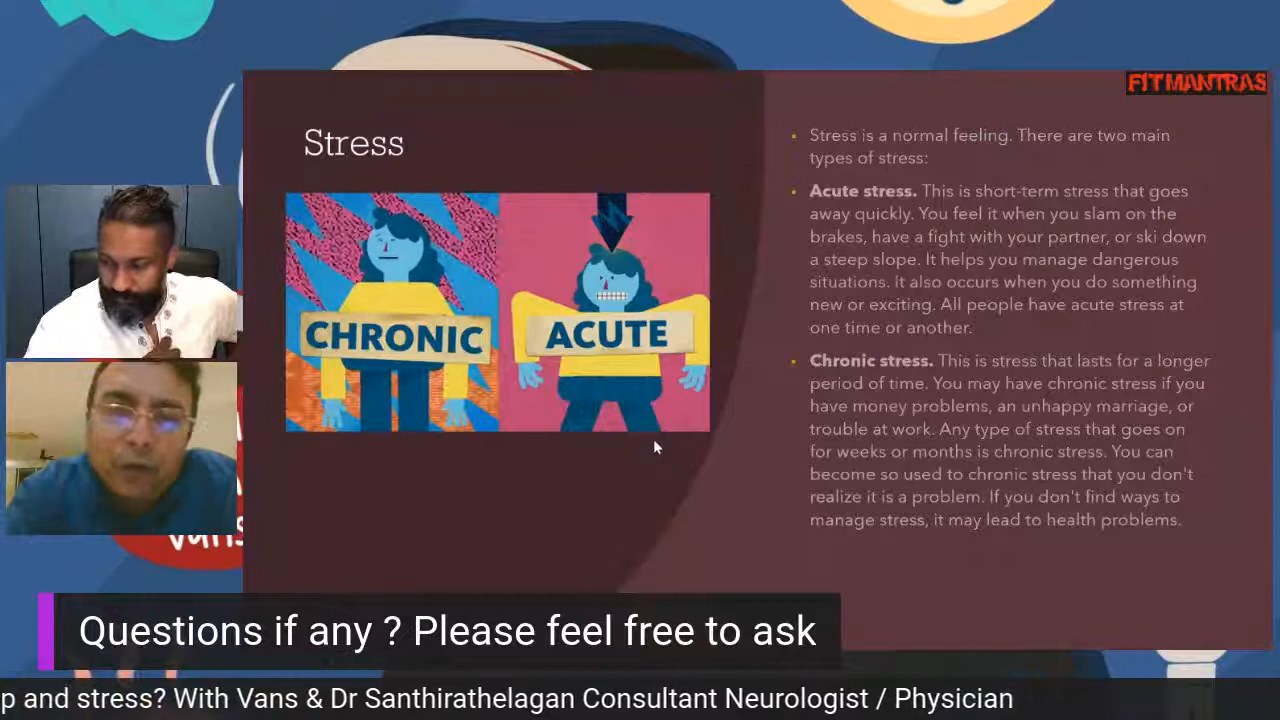 FITMANTRAS
Stress
CHRONIC
ACUTE
Stress is a normal feeling. There are two main
types of stress:
Acute stress. This is short-term stress that goes
away quickly. You feel it when you slam on the
brakes, have a fight with your partner, or ski down
a steep slope. It helps you manage dangerous
situations. It also occurs when you do something
new or exciting. All people have acute stress at
one time or another.
Chronic stress. This is stress that lasts for a longer
period of time. You may have chronic stress if you
have money problems, an unhappy marriage, or
trouble at work. Any type of stress that goes on
for weeks or months is chronic stress. You can
become so used to chronic stress that you don't
realize it is a problem. If you don't find ways to
manage stress, it may lead to health problems.
Questions if any ? Please feel free to ask
p and stress? With Vans & Dr Santhirathelagan Consultant Neurologist / Physician